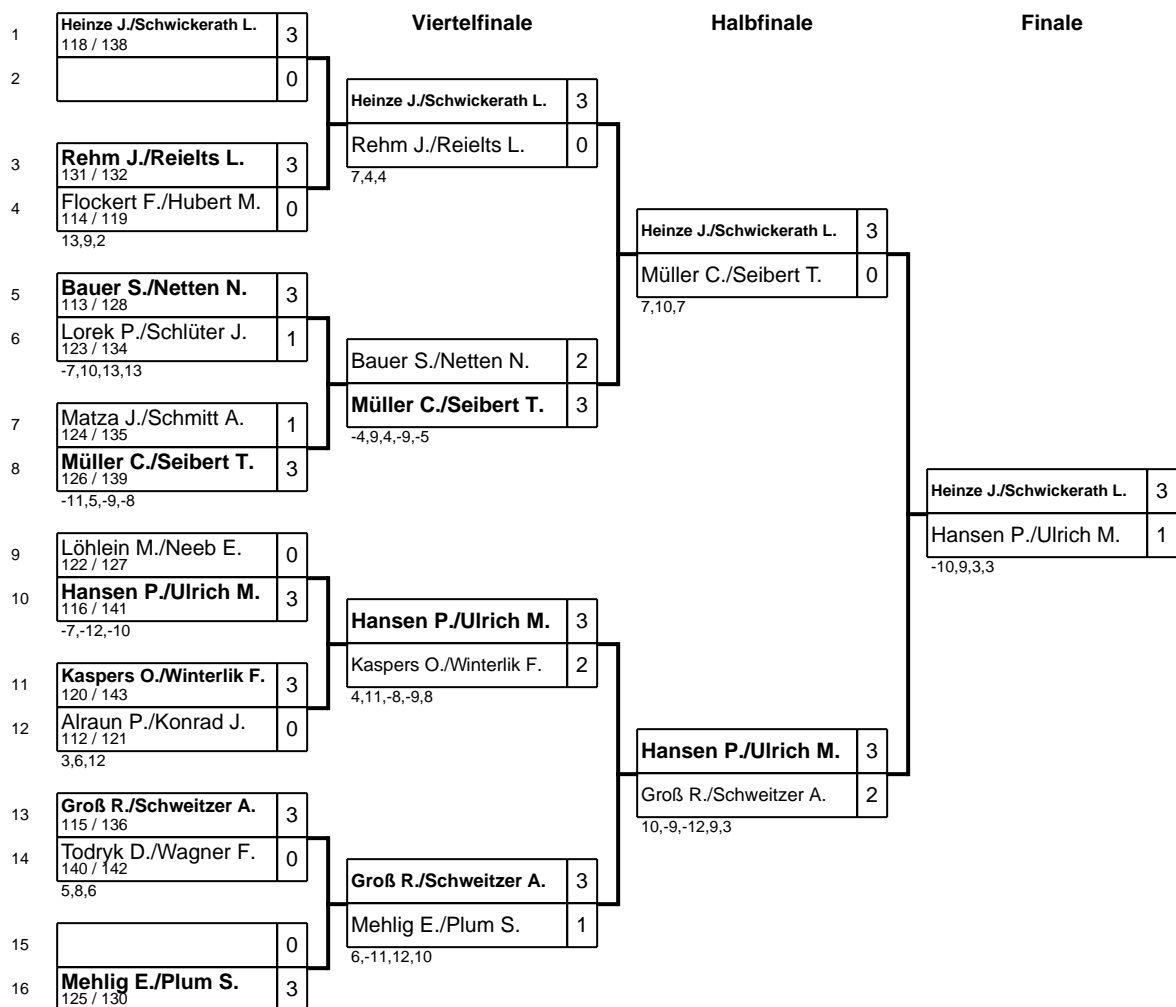 Viertelfinale
Halbfinale
Finale
1
Heinze J./Schwickerath L. 3
118 / 138
2
0
3
Rehm J./Reielts L. 3
131 / 132
4
Flockert F./Hubert M. 0
114 / 119
13,9,2
5
Bauer S./Netten N. 3
113 / 128
6
Lorek P./Schlüter J. 1
123 / 134
-7,10,13,13
7
Matza J./Schmitt A. 1
124 / 135
8
Müller C./Seibert T. 3
126 / 139
-11,5,-9,-8
9
Löhlein M./Neeb E. 0
122 / 127
10
Hansen P./Ulrich M. 3
116 / 141
-7,-12,-10
11
Kaspers O./Winterlik F. 3
120 / 143
12
Alraun P./Konrad J. 0
112 / 121
3,6,12
13
Groß R./Schweitzer A. 3
115 / 136
14
Todryk D./Wagner F. 0
140 / 142
5,8,6
15
0
16
Mehlig E./Plum S. 3
125 / 130
Heinze J./Schwickerath L. 3
Rehm J./Reielts L. 0
7,4,4
Bauer S./Netten N. 2
Müller C./Seibert T. 3
-4,9,4,-9,-5
Hansen P./Ulrich M. 3
Kaspers O./Winterlik F. 2
4,11,-8,-9,8
Groß R./Schweitzer A. 3
Mehlig E./Plum S. 1
6,-11,12,10
Heinze J./Schwickerath L. 3
Müller C./Seibert T. 0
7,10,7
Hansen P./Ulrich M. 3
Groß R./Schweitzer A. 2
10,-9,-12,9,3
Heinze J./Schwickerath L. 3
Hansen P./Ulrich M. 1
-10,9,3,3